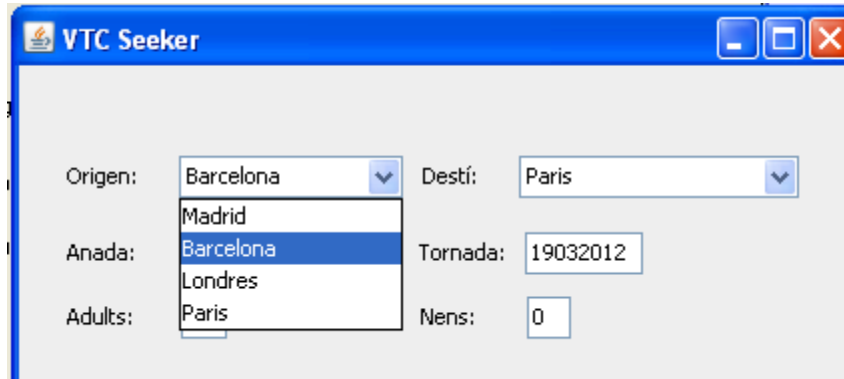 VTC Seeker
Origen: Barcelona Destí: Paris
Madrid
Anada: Barcelona Tornada: 19032012
Londres
Adults: Paris Nens: 0